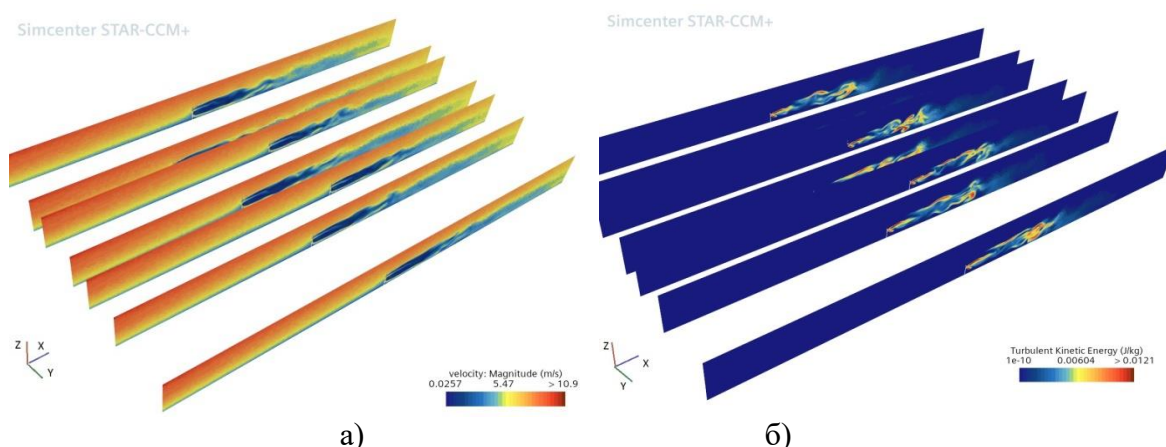 Simcenter STAR-CCM+
Z X
Y
velocity: Magnitude (m/s)
0.0257 5.47 > 10.9
а)
Simcenter STAR-CCM+
Z
X
Y
Turbulent Kinetic Energy (J/kg)
1e-10 0.00604 > 0.0121
б)